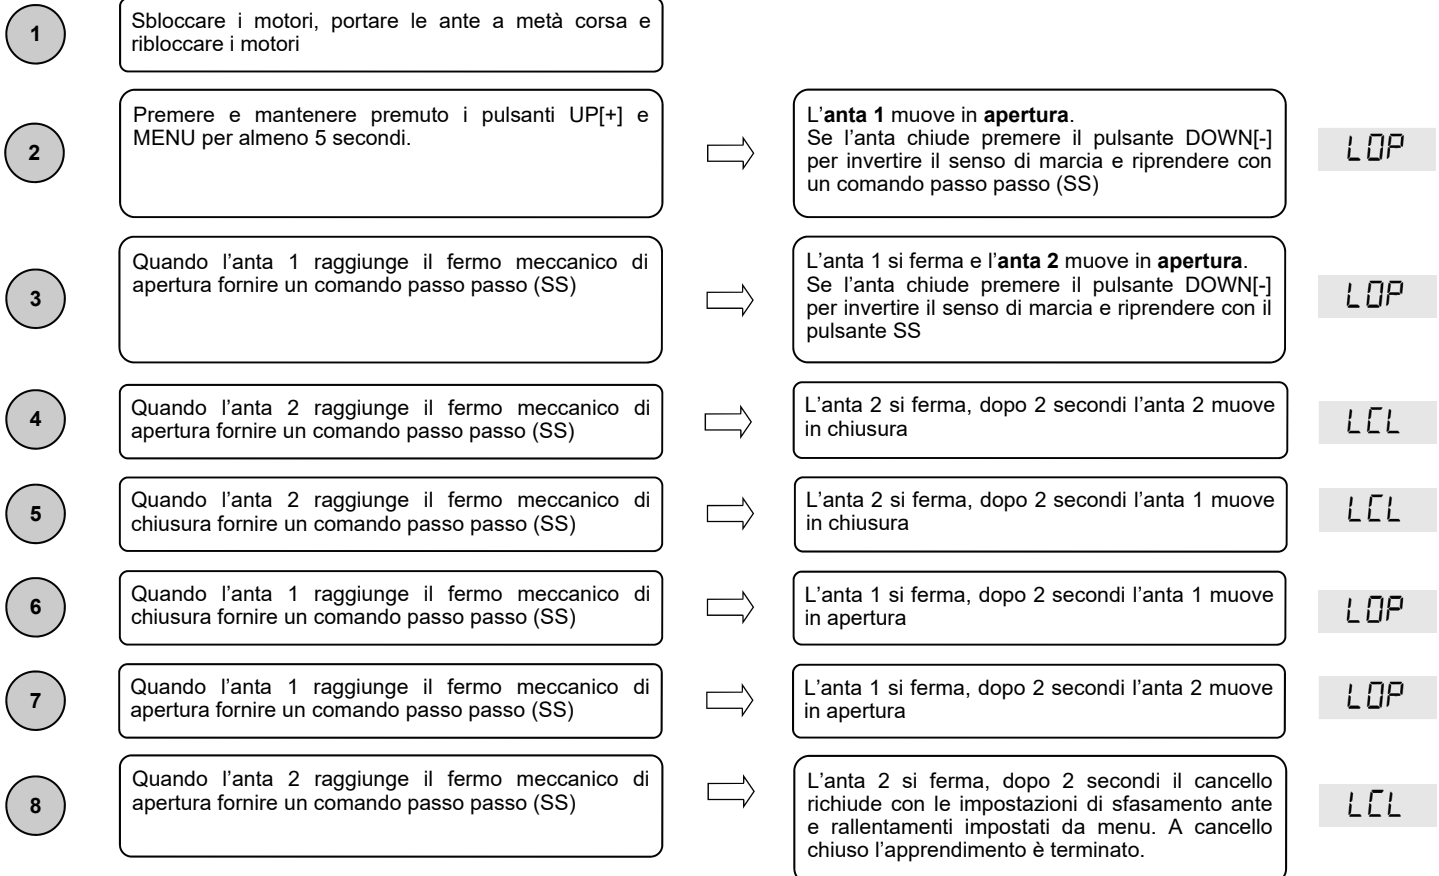 1
Sbloccare i motori, portare le ante a metà corsa e
ribloccare i motori
2
Premere e mantenere premuto i pulsanti UP[+] e
MENU per almeno 5 secondi.
L'anta 1 muove in apertura.
Se l'anta chiude premere il pulsante DOWN[-]
per invertire il senso di marcia e riprendere con
un comando passo passo (SS)
LOP
3
Quando l'anta 1 raggiunge il fermo meccanico di
apertura fornire un comando passo passo (SS)
L'anta 1 si ferma e l'anta 2 muove in apertura.
Se l'anta chiude premere il pulsante DOWN[-]
per invertire il senso di marcia e riprendere con il
pulsante SS
LOP
4
Quando l'anta 2 raggiunge il fermo meccanico di
apertura fornire un comando passo passo (SS)
L'anta 2 si ferma, dopo 2 secondi l'anta 2 muove
in chiusura
LCL
5
Quando l'anta 2 raggiunge il fermo meccanico di
chiusura fornire un comando passo passo (SS)
L'anta 2 si ferma, dopo 2 secondi l'anta 1 muove
in chiusura
LCL
6
Quando l'anta 1 raggiunge il fermo meccanico di
chiusura fornire un comando passo passo (SS)
L'anta 1 si ferma, dopo 2 secondi l'anta 1 muove
in apertura
LOP
7
Quando l'anta 1 raggiunge il fermo meccanico di
apertura fornire un comando passo passo (SS)
L'anta 1 si ferma, dopo 2 secondi l'anta 2 muove
in apertura
LOP
8
Quando l'anta 2 raggiunge il fermo meccanico di
apertura fornire un comando passo passo (SS)
L'anta 2 si ferma, dopo 2 secondi il cancello
richiude con le impostazioni di sfasamento ante
e rallentamenti impostati da menu. A cancello
chiuso l'apprendimento è terminato.
LCL